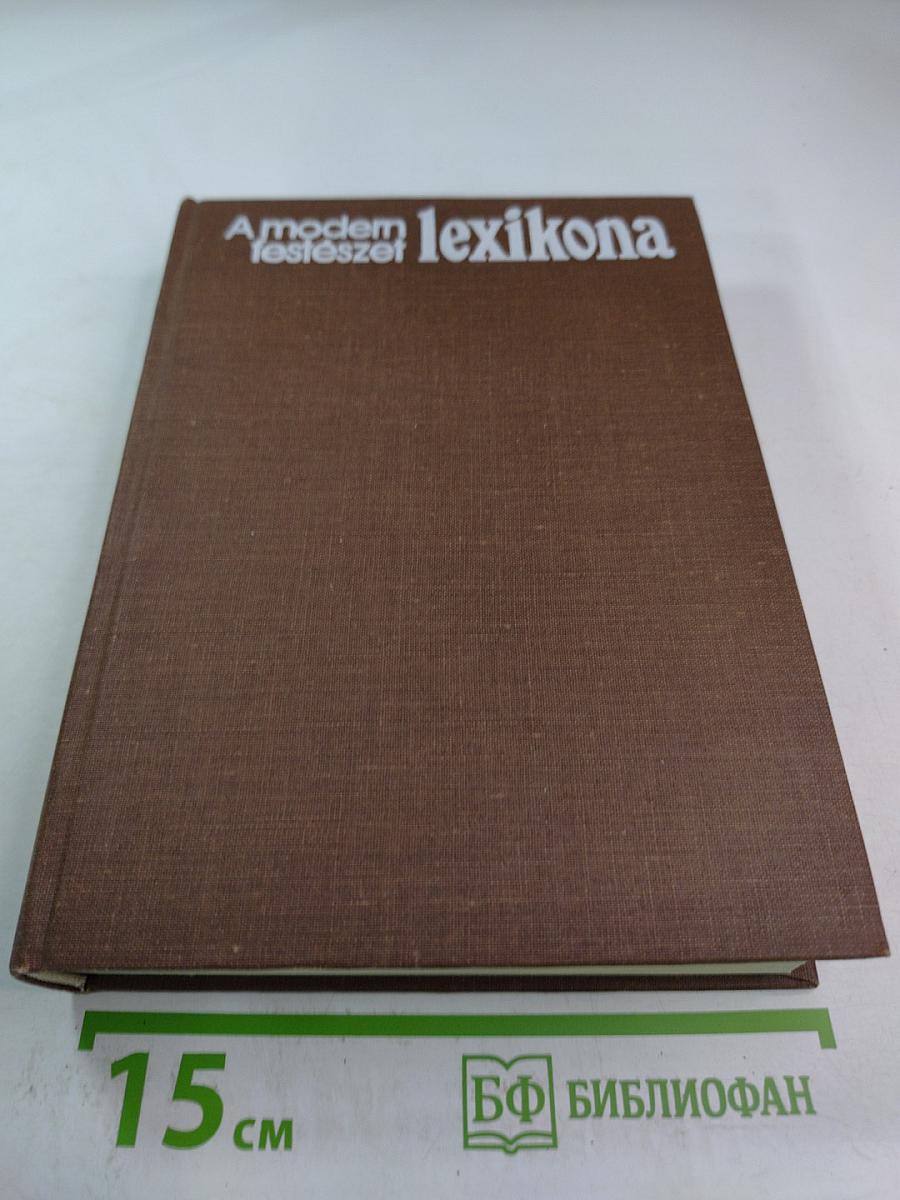 A modern
festészet
lexikona
15 см
БФ БИБЛИОФАН